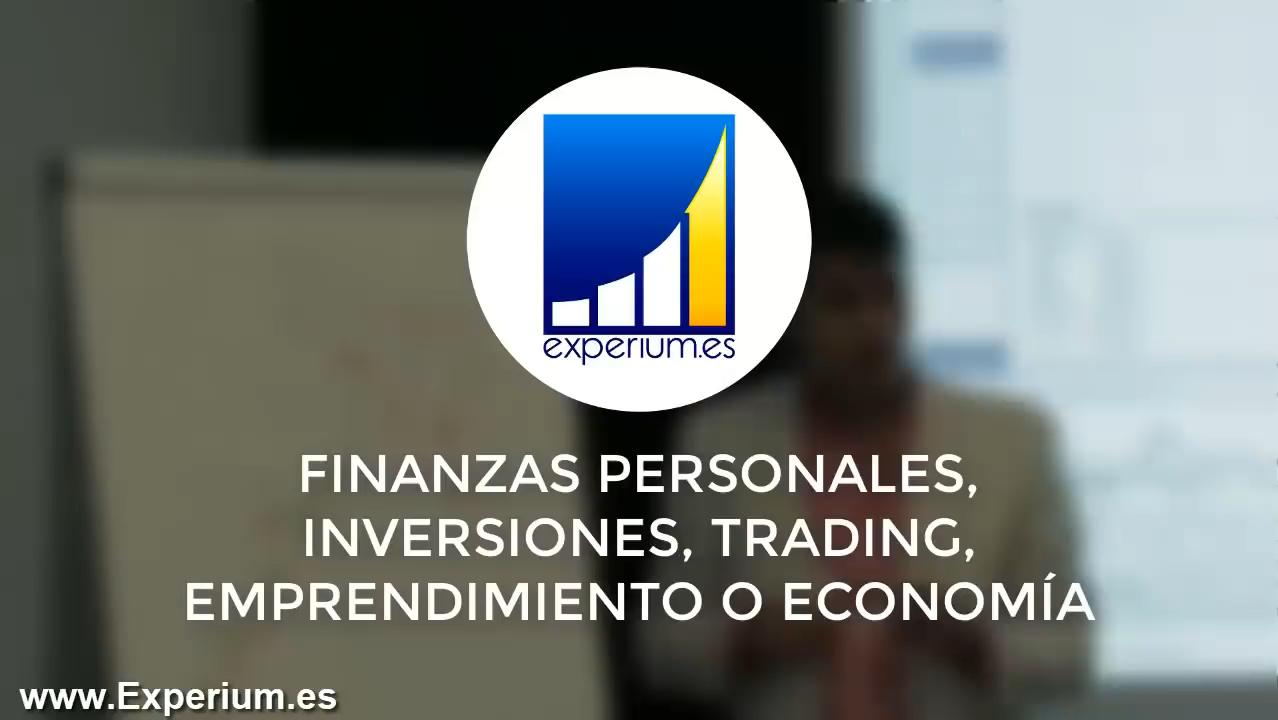 experium.es
FINANZAS PERSONALES,
INVERSIONES, TRADING,
EMPRENDIMIENTO O ECONOMÍA
www.Experium.es